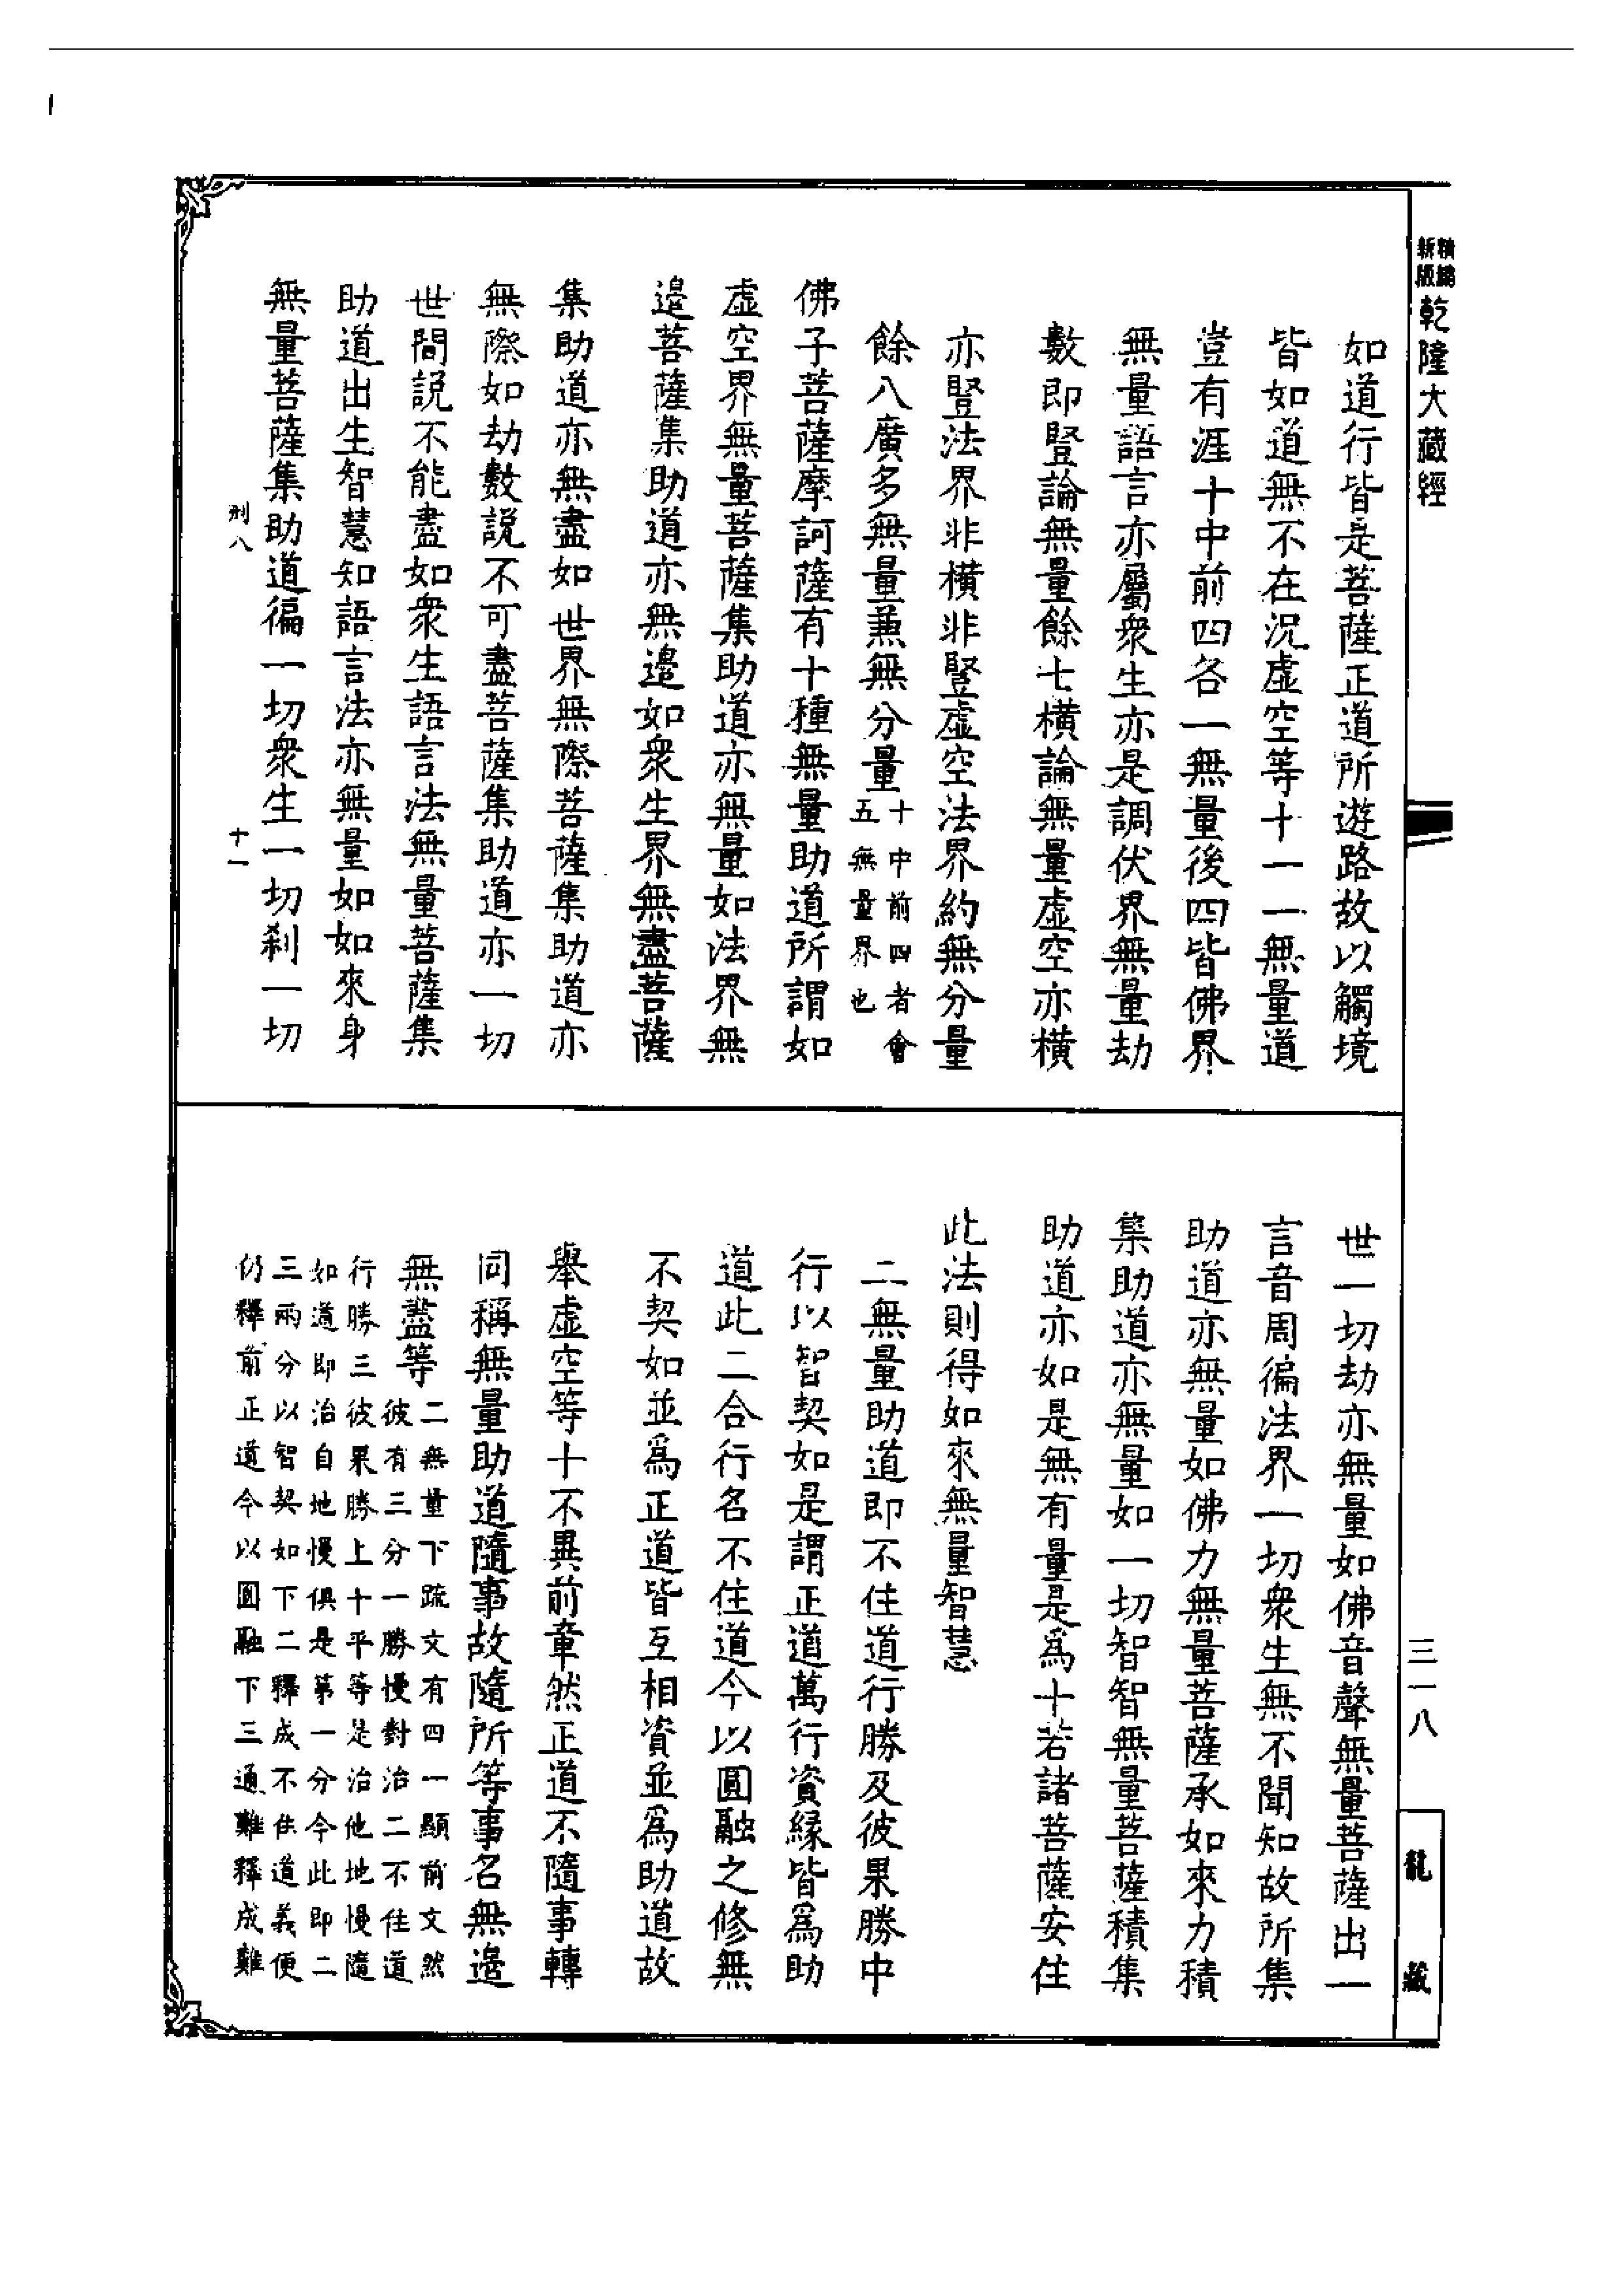 精編
新版
乾隆大藏經
如道行皆是菩薩正道所遊路故以觸境
皆如道無不在況虛空等十一一無量道
豈有涯十中前四各一無量後四皆佛界
無量語言亦屬衆生亦是調伏界無量劫
數即豎論無量餘七橫論無量虛空亦橫
亦豎法界非橫非豎虛空法界約無分量
餘八廣多無量兼無分量
十中前四者會
五無量界也
佛子菩薩摩訶薩有十種無量助道所謂如
虛空界無量菩薩集助道亦無量如法界無
邊菩薩集助道亦無邊如衆生界無盡菩薩
集助道亦無盡如世界無際菩薩集助道亦
無際如劫數說不可盡菩薩集助道亦一切
世間說不能盡如衆生語言法無量菩薩集
助道出生智慧知語言法亦無量如如來身
無量菩薩集助道徧一切衆生一切剎一切
刑八
十一
世一切劫亦無量如佛音聲無量菩薩出一
言音周徧法界一切衆生無不聞知故所集
助道亦無量如佛力無量菩薩承如來力積
集助道亦無量如一切智智無量菩薩積集
助道亦如是無有量是爲十若諸菩薩安住
此法則得如來無量智慧
二無量助道即不住道行勝及彼果勝中
行以智契如是謂正道萬行資緣皆爲助
道此二合行名不住道今以圓融之修無
不契如並爲正道皆互相資並爲助道故
舉虛空等十不異前章然正道不隨事轉
同稱無量助道隨事故隨所等事名無邊
無盡等
二無量下疏文有四一顯前文然
彼有三分一勝慢對治二不住道
行勝三彼果勝上十平等是治他地慢隨
如道即治自地慢俱是第一分今此即二
三兩分以智契如下二釋成不住道義便
仍釋前正道今以圓融下三通難釋成難
三一八
龍藏